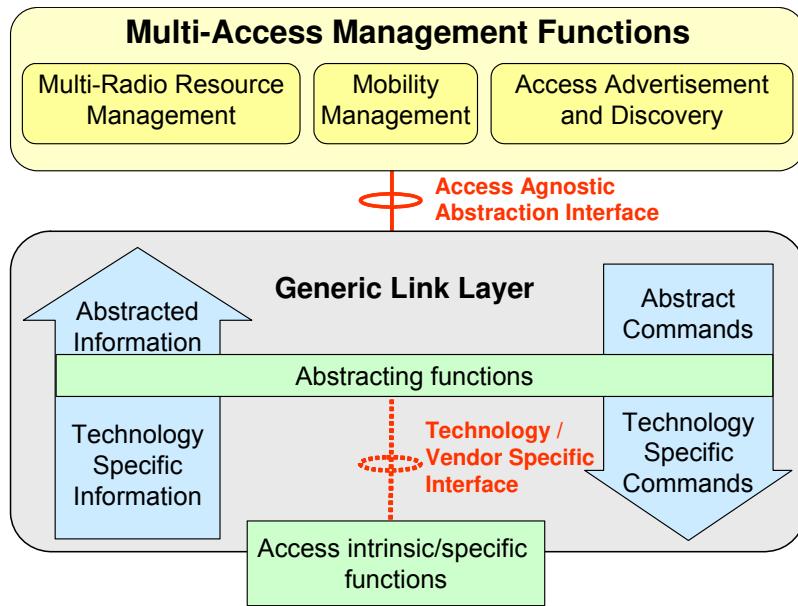 Multi-Access Management Functions
Multi-Radio Resource
Management
Mobility
Management
Access Advertisement
and Discovery
Access Agnostic
Abstraction Interface
Generic Link Layer
Abstracted
Information
Abstract
Commands
Abstracting functions
Technology
Specific
Information
Technology /
Vendor Specific
Interface
Technology
Specific
Commands
Access intrinsic/specific
functions